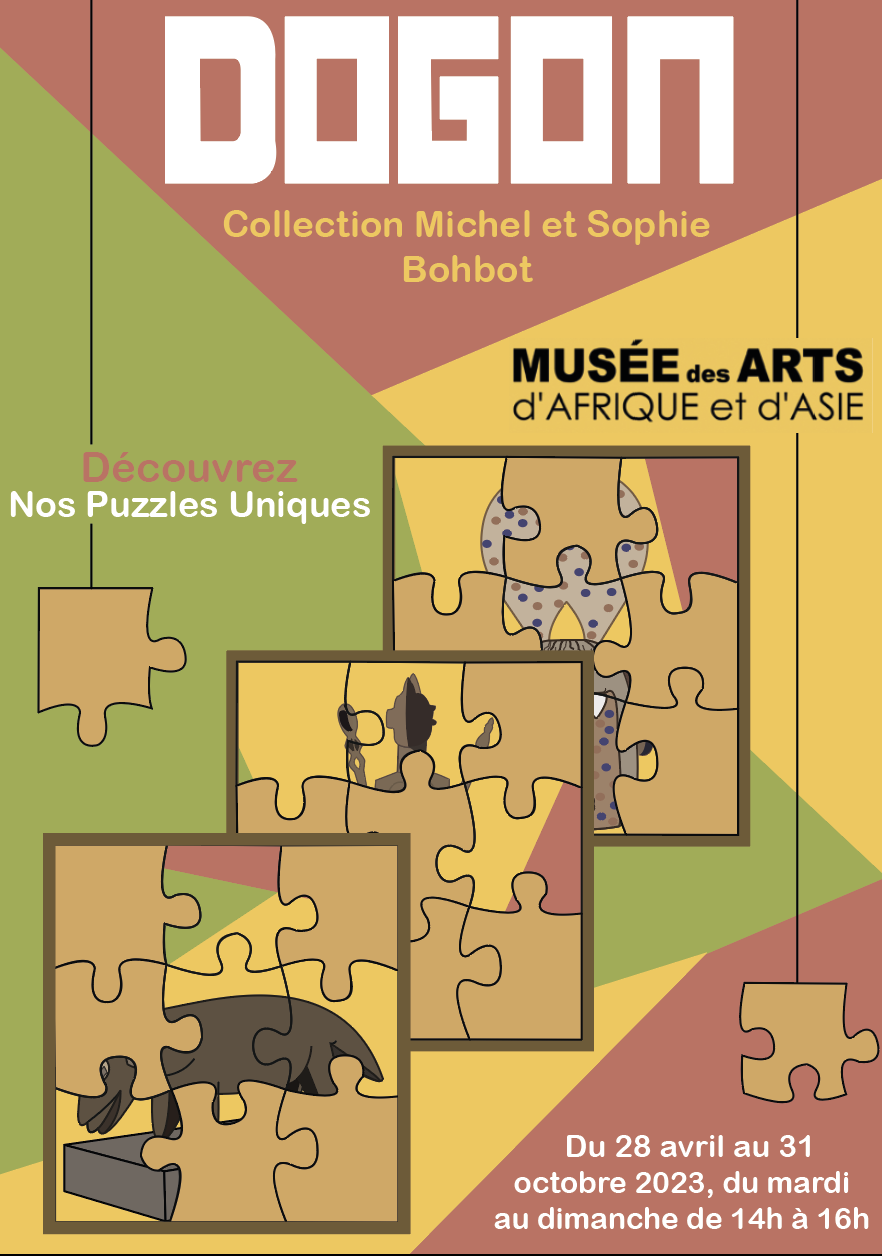 DOGON
Collection Michel et Sophie
Bohbot
MUSÉE des ARTS
d'AFRIQUE et d'ASIE
Découvrez
Nos Puzzles Uniques
Du 28 avril au 31
octobre 2023, du mardi
au dimanche de 14h à 16h